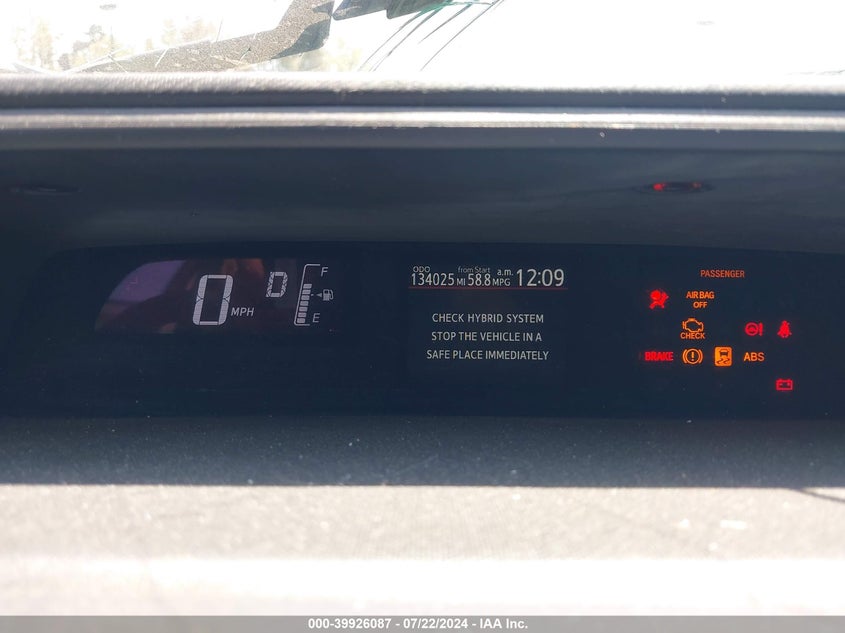 0 MPH
D
F
E
ODO from Start a.m.
134025 MI 58.8 MPG 12:09
CHECK HYBRID SYSTEM
STOP THE VEHICLE IN A
SAFE PLACE IMMEDIATELY
PASSENGER
AIR BAG
OFF
CHECK
BRAKE
ABS
000-39926087 - 07/22/2024 - IAA Inc.